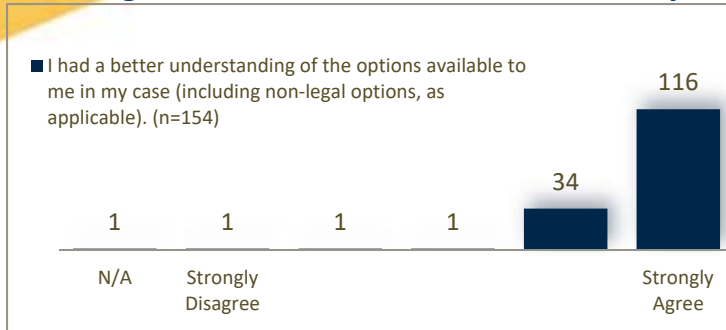 I had a better understanding of the options available to
me in my case (including non-legal options, as
applicable). (n=154)
116
34
1 1 1 1
N/A Strongly Disagree Strongly Agree